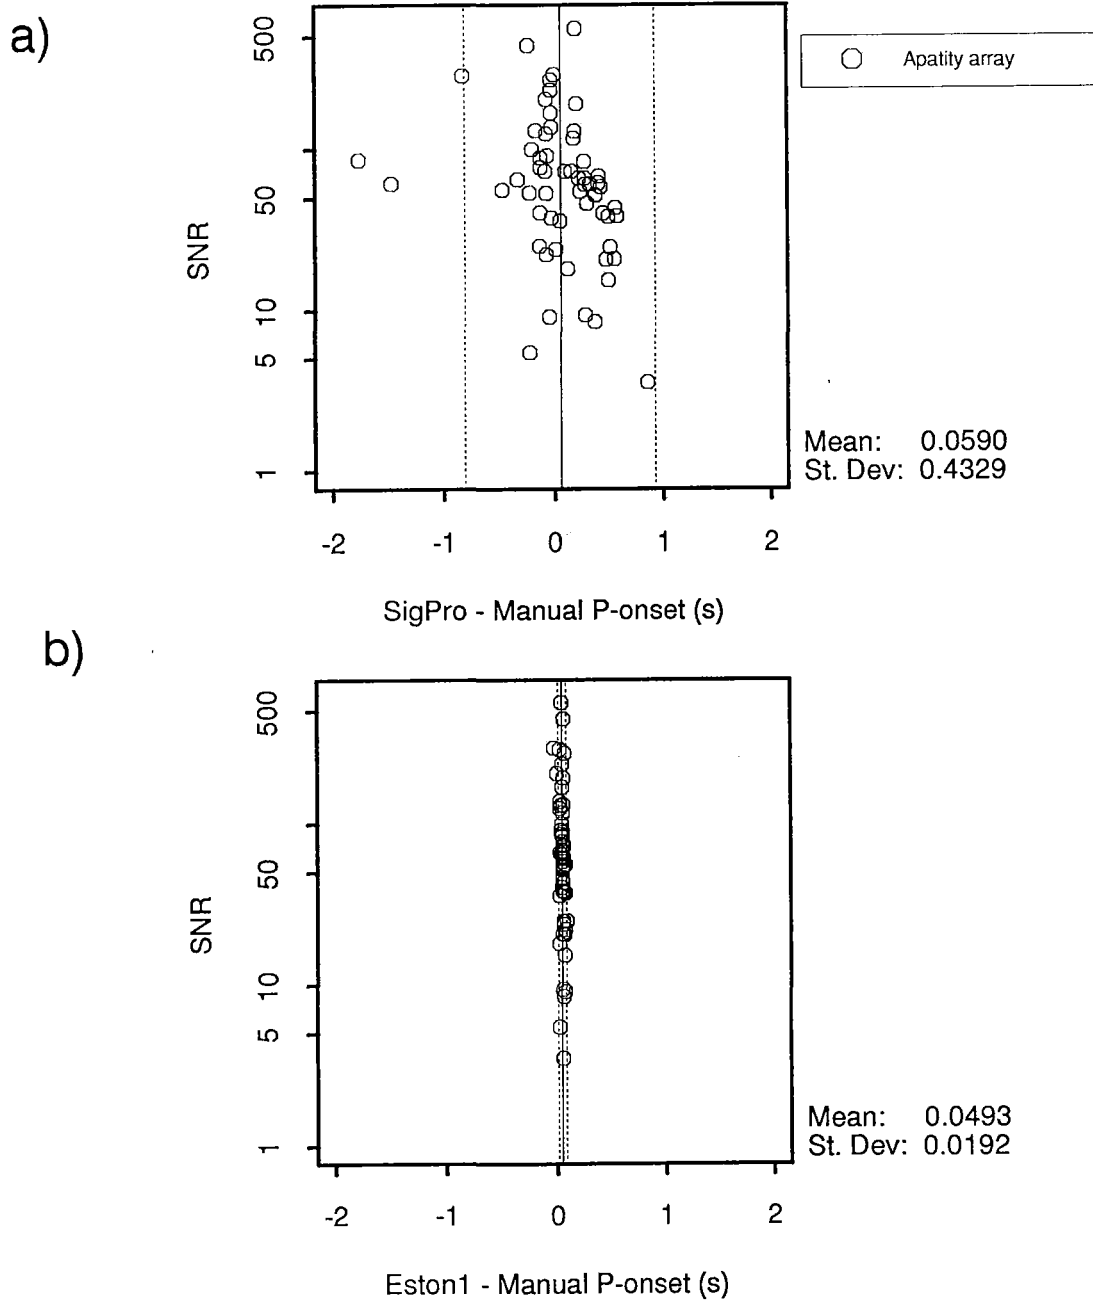 a)
500
50
10
5
1
SNR
-2 -1 0 1 2
SigPro - Manual P-onset (s)
Apatity array
Mean: 0.0590
St. Dev: 0.4329
b)
500
50
10
5
1
SNR
-2 -1 0 1 2
Eston1 - Manual P-onset (s)
Mean: 0.0493
St. Dev: 0.0192